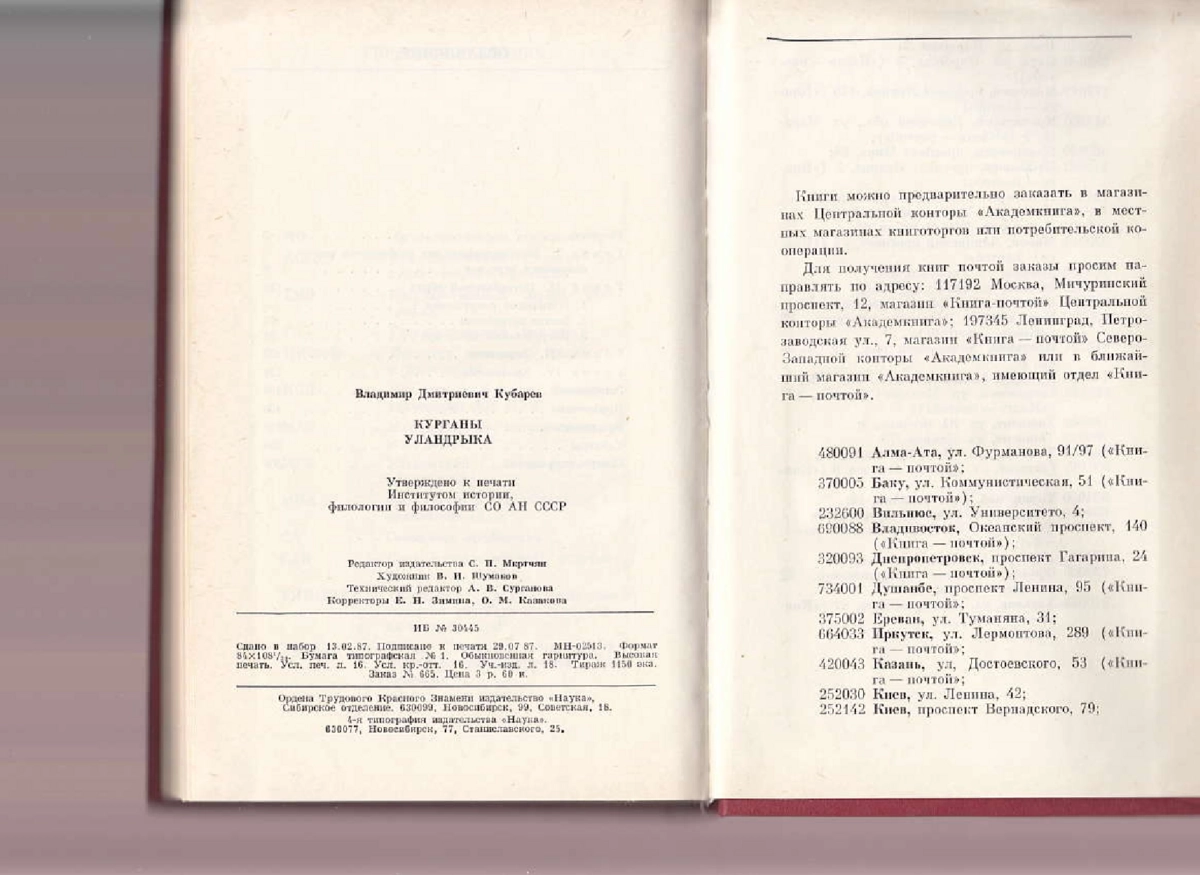 Владимир Дмитриевич Кубарев
КУРГАНЫ
УЛАНДРЫКА
Утверждено к печати
Институтом истории,
филологии и философии СО АН СССР
Редактор издательства С. П. Мкртчян
Художник В. И. Шуманов
Технический редактор А. В. Сурганова
Корректоры Е. Н. Зимина, О. М. Казакова
ИБ № 30445
Сдано в набор 13.02.87. Подписано к печати 29.07 87. МН-02513. Формат
84×108¹/ Бумага типографская № 1. Обыкновенная гарнитура. Высокая
печать. Усл. печ. л. 16. Усл. кр.-отт. 16. Уч.-изд. л. 18. Тираж 1150 экз.
Заказ № 665. Цена 3 р. 60 к.
Ордена Трудового Красного Знамени издательство «Наука»,
Сибирское отделение. 630099, Новосибирск, 99, Советская, 18.
4-я типография издательства «Наука».
630077, Новосибирск, 77, Станиславского, 25.
Книги можно предварительно заказать в магази-
нах Центральной конторы «Академкнига», в мест-
ных магазинах книготоргов или потребительской ко-
операции.
Для получения книг почтой заказы просим на-
правлять по адресу: 117192 Москва, Мичуринский
проспект, 12, магазин «Книга-почтой» Центральной
конторы «Академкнига»; 197345 Ленинград, Петро-
заводская ул., 7, магазин «Книга — почтой» Северо-
Западной конторы «Академкнига» или в ближай-
ший магазин «Академкнига», имеющий отдел «Кни-
га — почтой».
480091 Алма-Ата, ул. Фурманова, 91/97 («Кни-
га — почтой»;
370005 Баку, ул. Коммунистическая, 51 («Кни-
га — почтой»);
232600 Вильнюс, ул. Университето, 4;
690088 Владивосток, Океанский проспект, 140
(«Книга — почтой»);
320093 Днепропетровск, проспект Гагарина, 24
(«Книга — почтой»);
734001 Душанбе, проспект Ленина, 95 («Кни-
га — почтой»;
375002 Ереван, ул. Туманяна, 31;
664033 Иркутск, ул. Лермонтова, 289 («Кни-
га — почтой»;
420043 Казань, ул, Достоевского, 53 («Кни-
га — почтой»;
252030 Киев, ул. Ленина, 42;
252142 Киев, проспект Вернадского, 79;